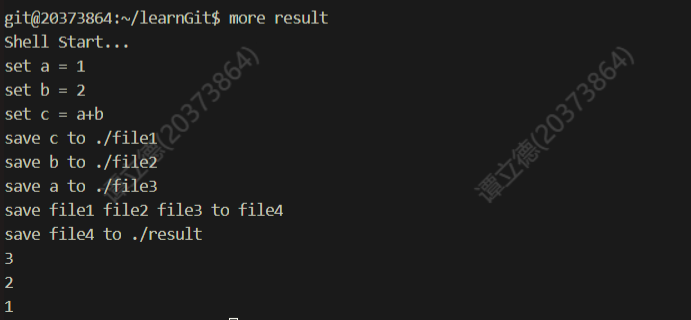 git@20373864:~/learnGit$ more result
Shell Start...
set a = 1
set b = 2
set c = a+b
save c to ./file1
save b to ./file2
save a to ./file3
save file1 file2 file3 to file4
save file4 to ./result
3
2
1
谭立德(20373864)
谭立德(20373864)